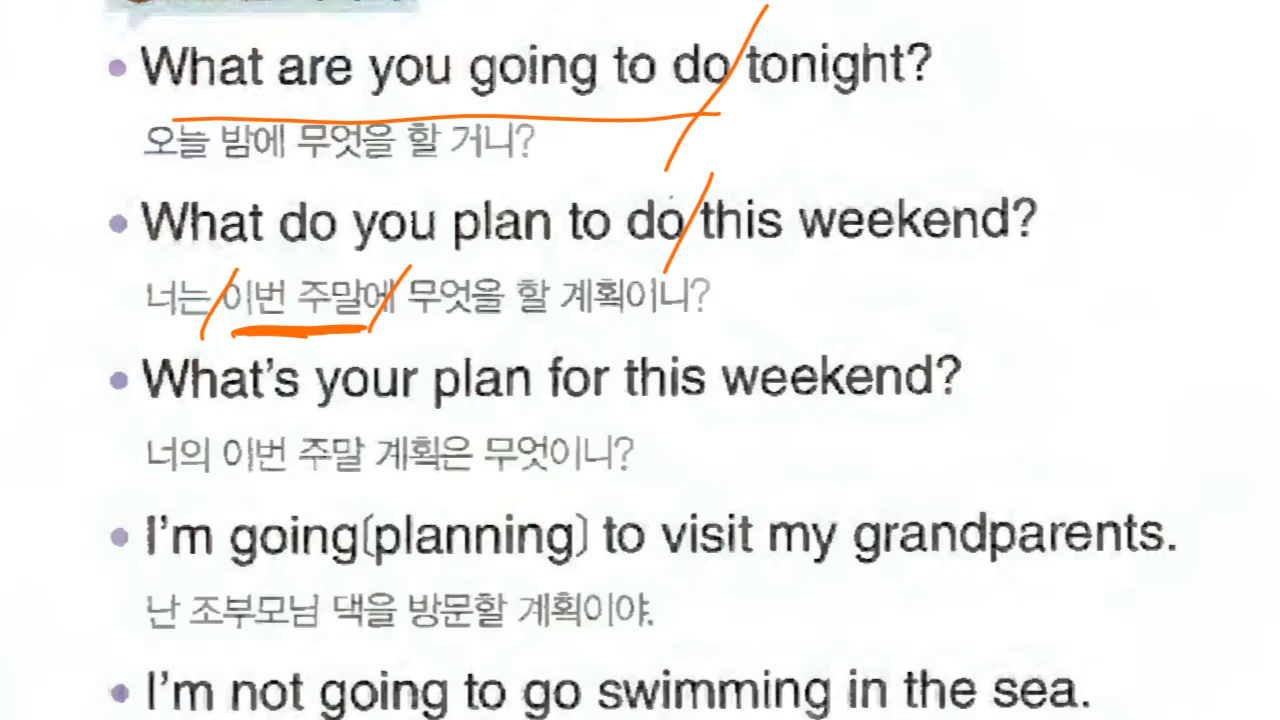 What are you going to do tonight?
오늘 밤에 무엇을 할 거니?
What do you plan to do this weekend?
너는 이번 주말에 무엇을 할 계획이니?
What's your plan for this weekend?
너의 이번 주말 계획은 무엇이니?
I'm going(planning) to visit my grandparents.
난 조부모님 댁을 방문할 계획이야.
I'm not going to go swimming in the sea.